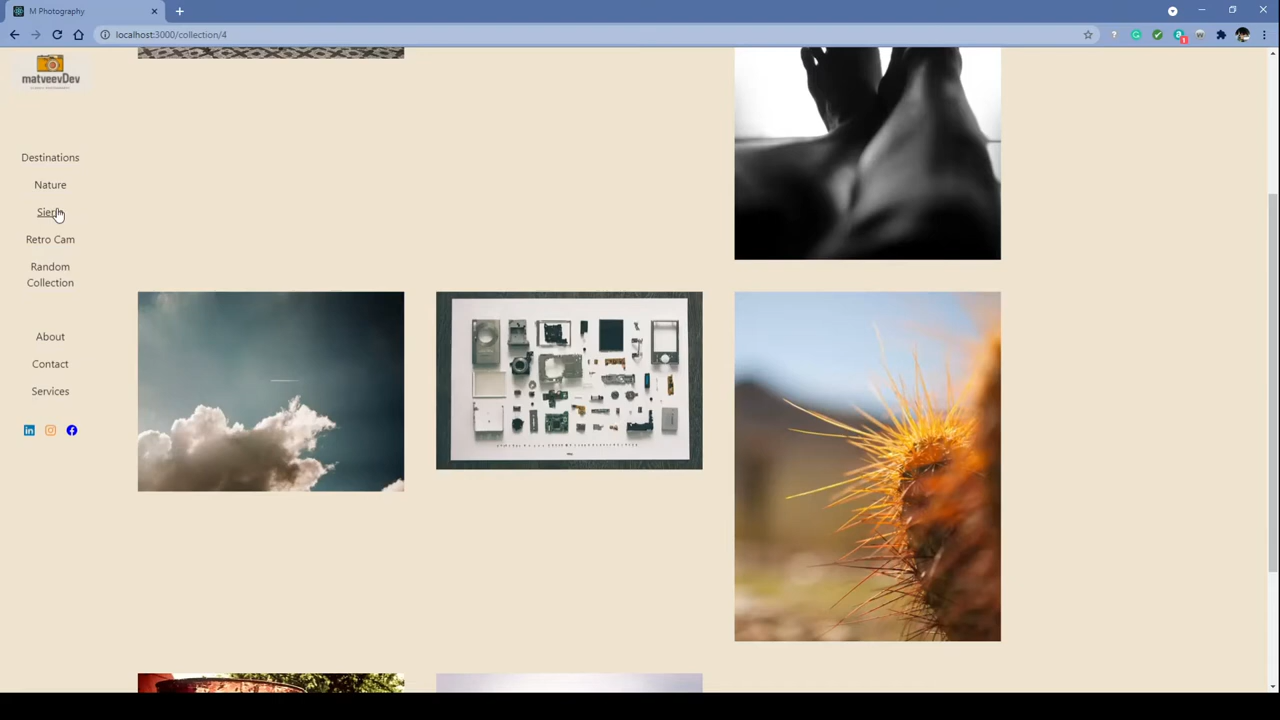 M Photography
localhost:3000/collection/4
matveevDev
Destinations
Nature
Retro Cam
Random
Collection
About
Contact
Services